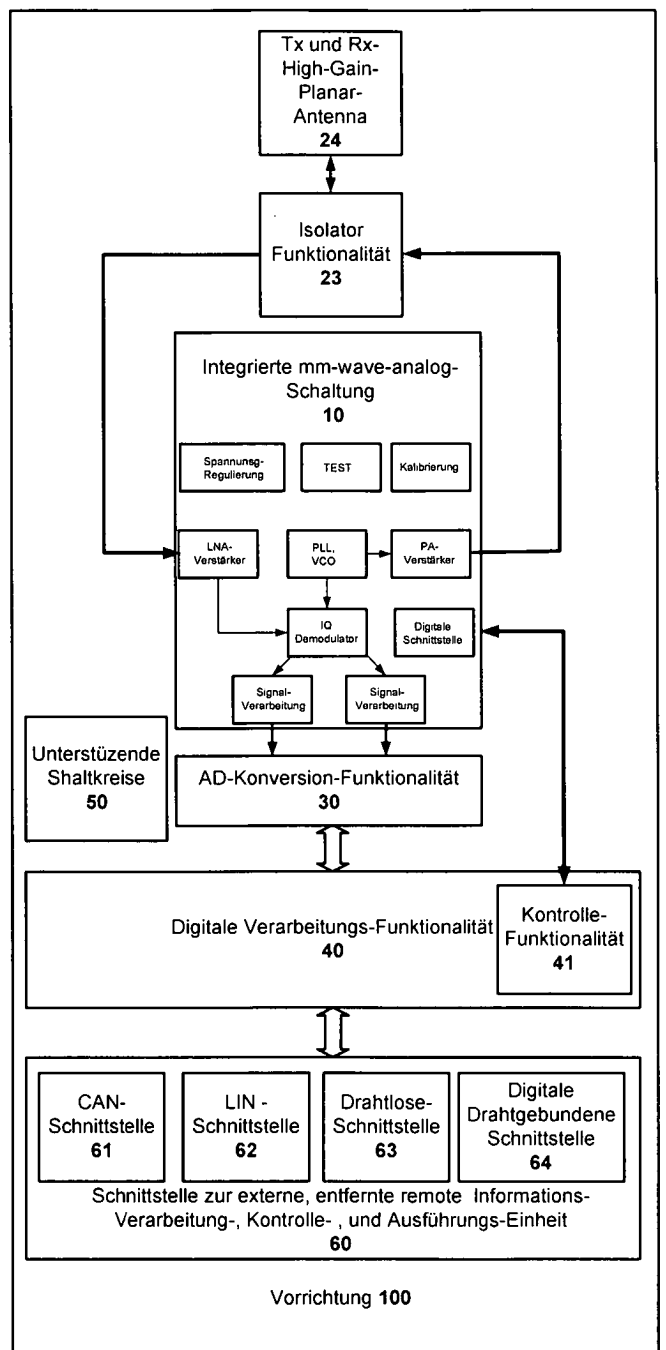 Tx und Rx-
High-Gain-
Planar-
Antenna
24
Isolator
Funktionalität
23
Integrierte mm-wave-analog-
Schaltung
10
Spannunsg-
Regulierung
TEST
Kalibrierung
LNA-
Verstärker
PLL,
VCO
PA-
Verstärker
IQ
Demodulator
Digitale
Schnittstelle
Signal-
Verarbeitung
Signal-
Verarbeitung
Unterstüzende
Shaltkreise
50
AD-Konversion-Funktionalität
30
Digitale Verarbeitungs-Funktionalität
40
Kontrolle-
Funktionalität
41
CAN-
Schnittstelle
61
LIN -
Schnittstelle
62
Drahtlose-
Schnittstelle
63
Digitale
Drahtgebundene
Schnittstelle
64
Schnittstelle zur externe, entfernte remote Informations-
Verarbeitung-, Kontrolle- , und Ausführungs-Einheit
60
Vorrichtung 100